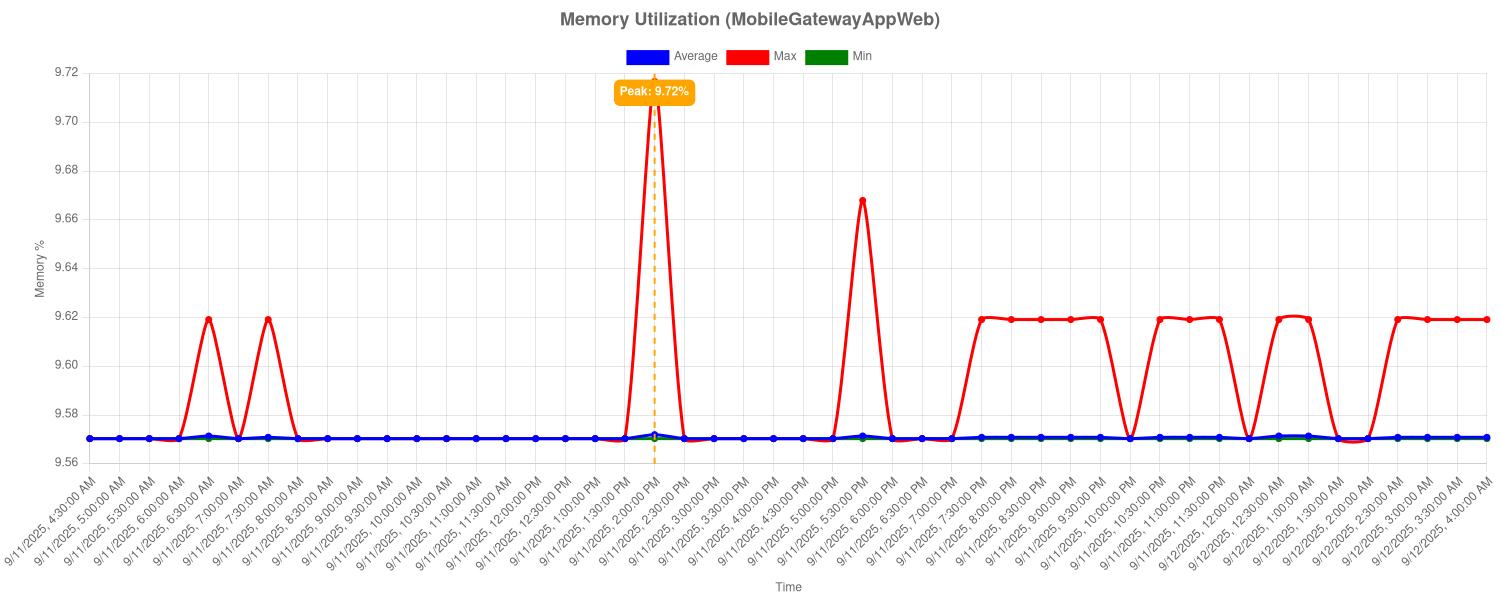 Memory Utilization (MobileGatewayAppWeb)
Average Max Min
9.72
9.70
9.68
9.66
9.64
9.62
9.60
9.58
9.56
Memory %
Peak: 9.72%
9/11/2025, 4:30:00 AM
9/11/2025, 5:00:00 AM
9/11/2025, 5:30:00 AM
9/11/2025, 6:00:00 AM
9/11/2025, 6:30:00 AM
9/11/2025, 7:00:00 AM
9/11/2025, 7:30:00 AM
9/11/2025, 8:00:00 AM
9/11/2025, 8:30:00 AM
9/11/2025, 9:00:00 AM
9/11/2025, 9:30:00 AM
9/11/2025, 10:00:00 AM
9/11/2025, 10:30:00 AM
9/11/2025, 11:00:00 AM
9/11/2025, 11:30:00 AM
9/11/2025, 12:00:00 PM
9/11/2025, 12:30:00 PM
9/11/2025, 1:00:00 PM
9/11/2025, 1:30:00 PM
9/11/2025, 2:00:00 PM
9/11/2025, 2:30:00 PM
9/11/2025, 3:00:00 PM
9/11/2025, 3:30:00 PM
9/11/2025, 4:00:00 PM
9/11/2025, 4:30:00 PM
9/11/2025, 5:00:00 PM
9/11/2025, 5:30:00 PM
9/11/2025, 6:00:00 PM
9/11/2025, 6:30:00 PM
9/11/2025, 7:00:00 PM
9/11/2025, 7:30:00 PM
9/11/2025, 8:00:00 PM
9/11/2025, 8:30:00 PM
9/11/2025, 9:00:00 PM
9/11/2025, 9:30:00 PM
9/11/2025, 10:00:00 PM
9/11/2025, 10:30:00 PM
9/11/2025, 11:00:00 PM
9/11/2025, 11:30:00 PM
9/12/2025, 12:00:00 AM
9/12/2025, 12:30:00 AM
9/12/2025, 1:00:00 AM
9/12/2025, 1:30:00 AM
9/12/2025, 2:00:00 AM
9/12/2025, 2:30:00 AM
9/12/2025, 3:00:00 AM
9/12/2025, 3:30:00 AM
9/12/2025, 4:00:00 AM
Time